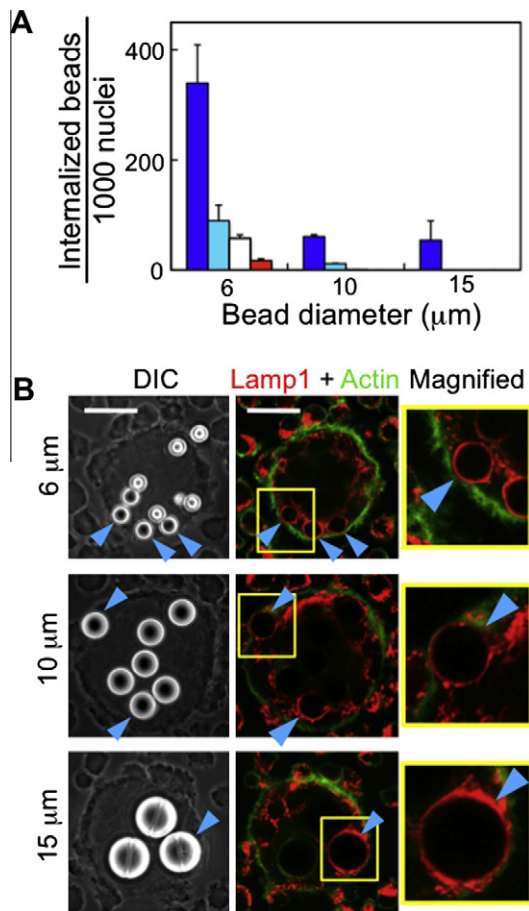 A
Internalized beads
1000 nuclei
400
200
0
6
10
15
Bead diameter (μm)
B
DIC
Lamp1 + Actin
Magnified
6 μm
10 μm
15 μm